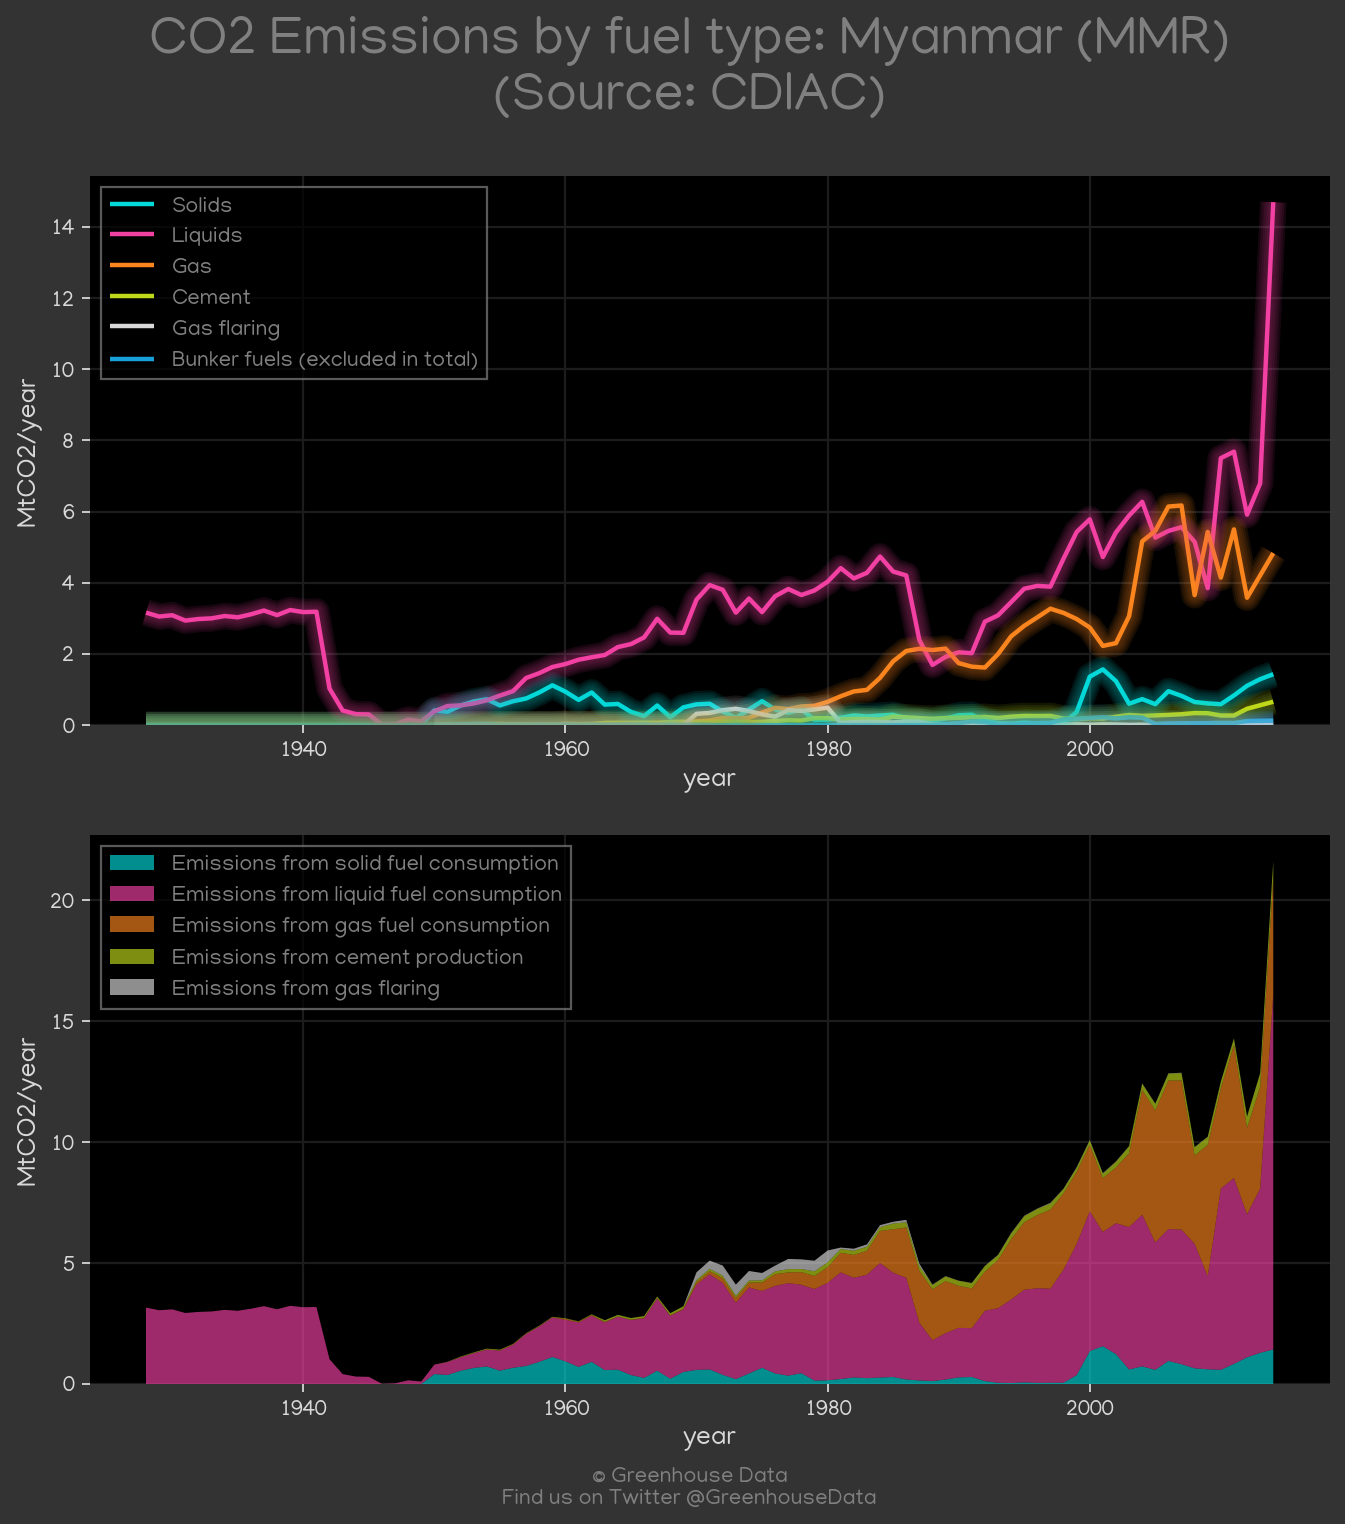 CO2 Emissions by fuel type: Myanmar (MMR)
(Source: CDIAC)
Solids
Liquids
Gas
Cement
Gas flaring
Bunker fuels (excluded in total)
MtCO2/year
14
12
10
8
6
4
2
0
1940
1960
1980
2000
year
Emissions from solid fuel consumption
Emissions from liquid fuel consumption
Emissions from gas fuel consumption
Emissions from cement production
Emissions from gas flaring
MtCO2/year
20
15
10
5
0
1940
1960
1980
2000
year
© Greenhouse Data
Find us on Twitter @GreenhouseData